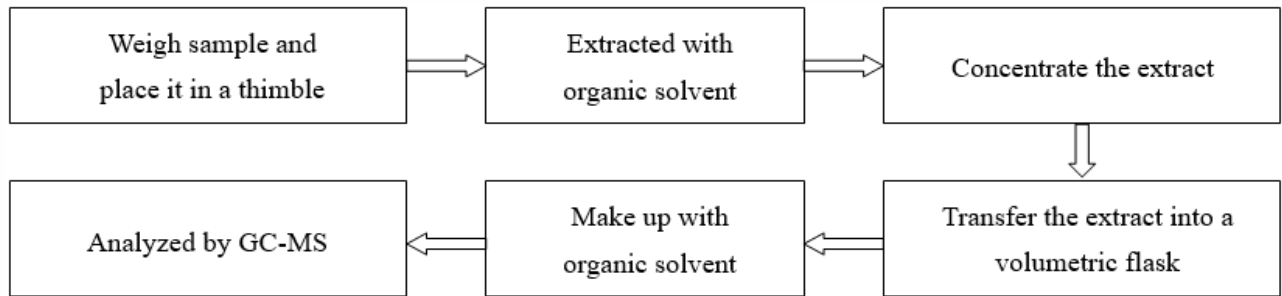 Weigh sample and
place it in a thimble
Extracted with
organic solvent
Concentrate the extract
Transfer the extract into a
volumetric flask
Make up with
organic solvent
Analyzed by GC-MS